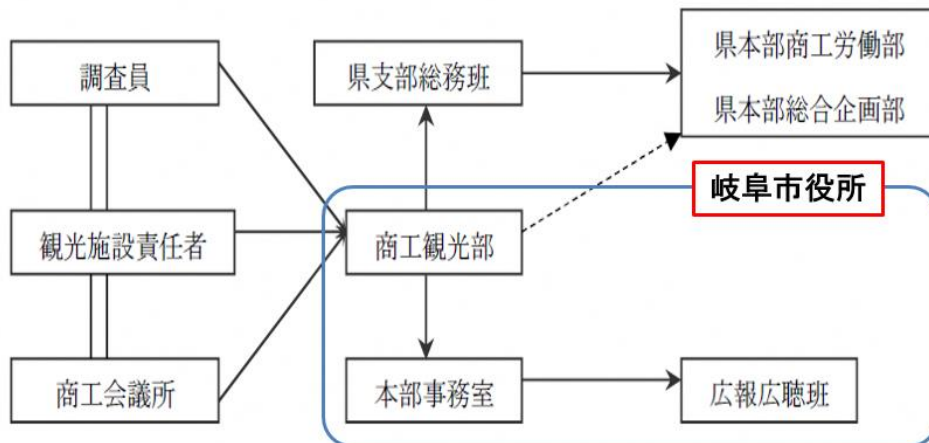 調査員
県支部総務班
県本部商工労働部
県本部総合企画部
岐阜市役所
観光施設責任者
商工観光部
商工会議所
本部事務室
広報広聴班